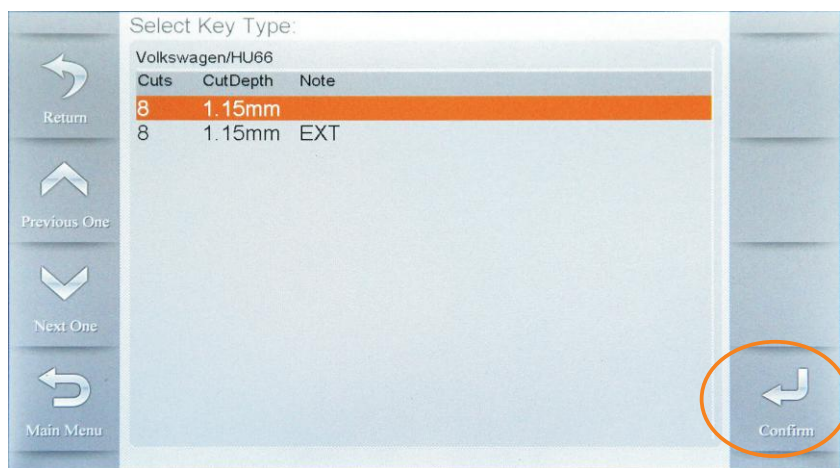 Select Key Type:
Volkswagen/HU66
Cuts CutDepth Note
8 1.15mm
8 1.15mm EXT
Return
Previous One
Next One
Main Menu
Confirm